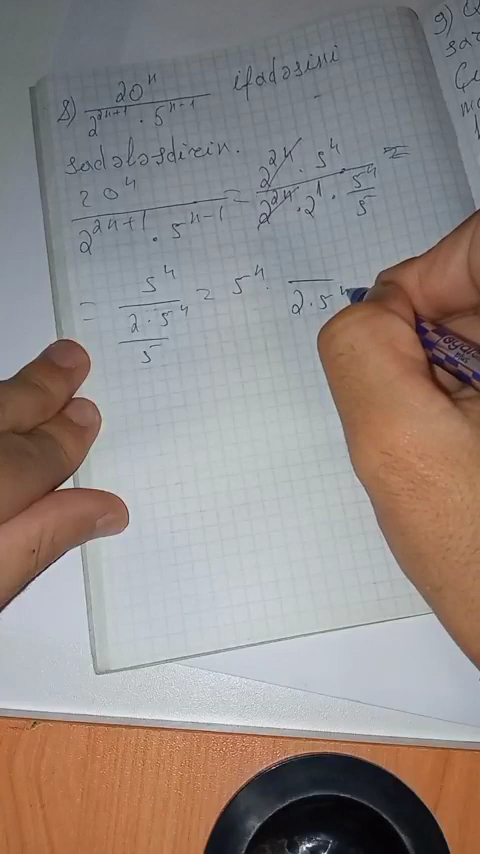 8) 20ⁿ / (2²ⁿ⁺¹ · 5ⁿ⁻¹) ifadəsini
sadələşdirin.
20ⁿ / (2²ⁿ⁺¹ · 5ⁿ⁻¹) = (2²ⁿ · 5ⁿ) / (2²ⁿ · 2¹ · 5ⁿ/5) =
= 5ⁿ / ((2 · 5ⁿ)/5) = 5ⁿ · — / (2 · 5ⁿ
9)